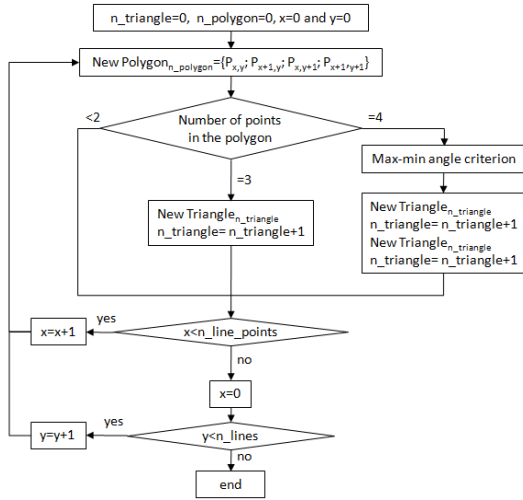 n_triangle=0, n_polygon=0, x=0 and y=0
New Polygonn_polygon={Px,y; Px+1,y; Px,y+1; Px+1,y+1}
<2
Number of points
in the polygon
=4
=3
Max-min angle criterion
New Trianglen_triangle
n_triangle= n_triangle+1
New Trianglen_triangle
n_triangle= n_triangle+1
New Trianglen_triangle
n_triangle= n_triangle+1
x=x+1
yes
x<n_line_points
no
x=0
y=y+1
yes
y<n_lines
no
end